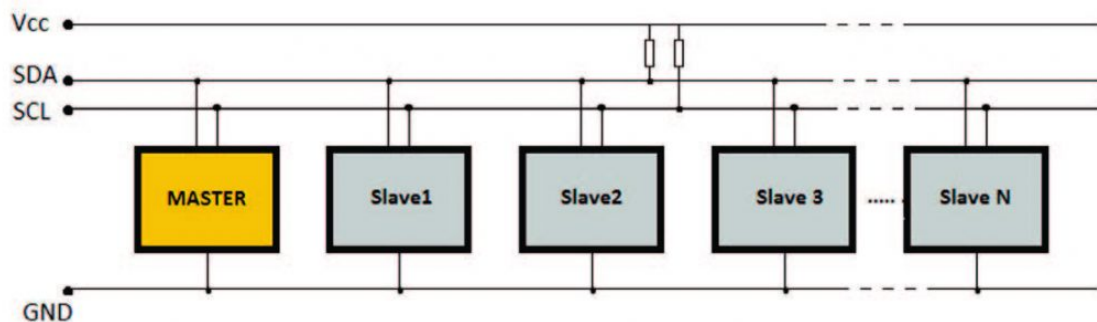 Vcc
SDA
SCL
MASTER
Slave1
Slave2
Slave 3
.....
Slave N
GND